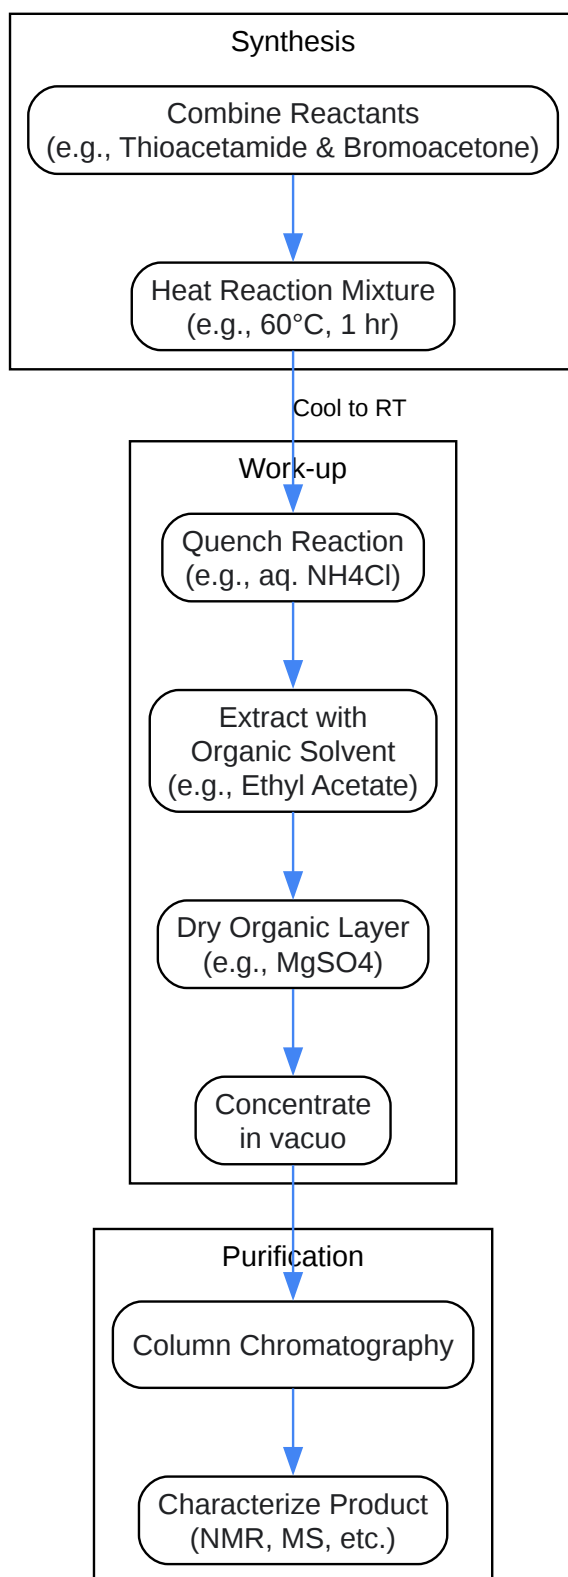 Synthesis
Combine Reactants
(e.g., Thioacetamide & Bromoacetone)
Heat Reaction Mixture
(e.g., 60°C, 1 hr)
Cool to RT
Work-up
Quench Reaction
(e.g., aq. NH4Cl)
Extract with
Organic Solvent
(e.g., Ethyl Acetate)
Dry Organic Layer
(e.g., MgSO4)
Concentrate
in vacuo
Purification
Column Chromatography
Characterize Product
(NMR, MS, etc.)